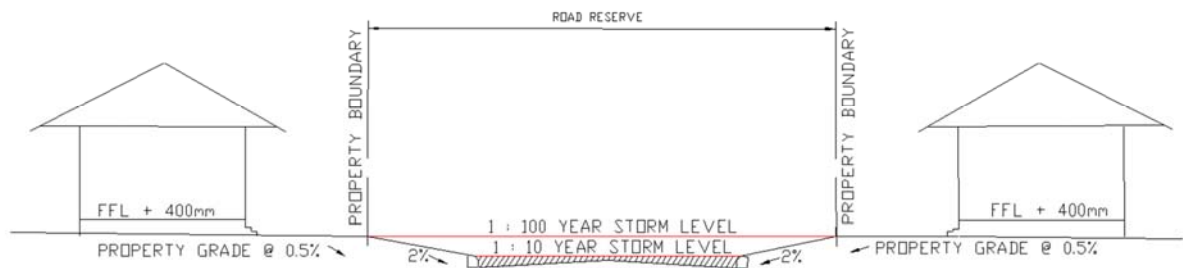 ROAD RESERVE
PROPERTY BOUNDARY
PROPERTY BOUNDARY
FFL + 400mm
FFL + 400mm
1 : 100 YEAR STORM LEVEL
PROPERTY GRADE @ 0.5%
2%
1 : 10 YEAR STORM LEVEL
2%
PROPERTY GRADE @ 0.5%